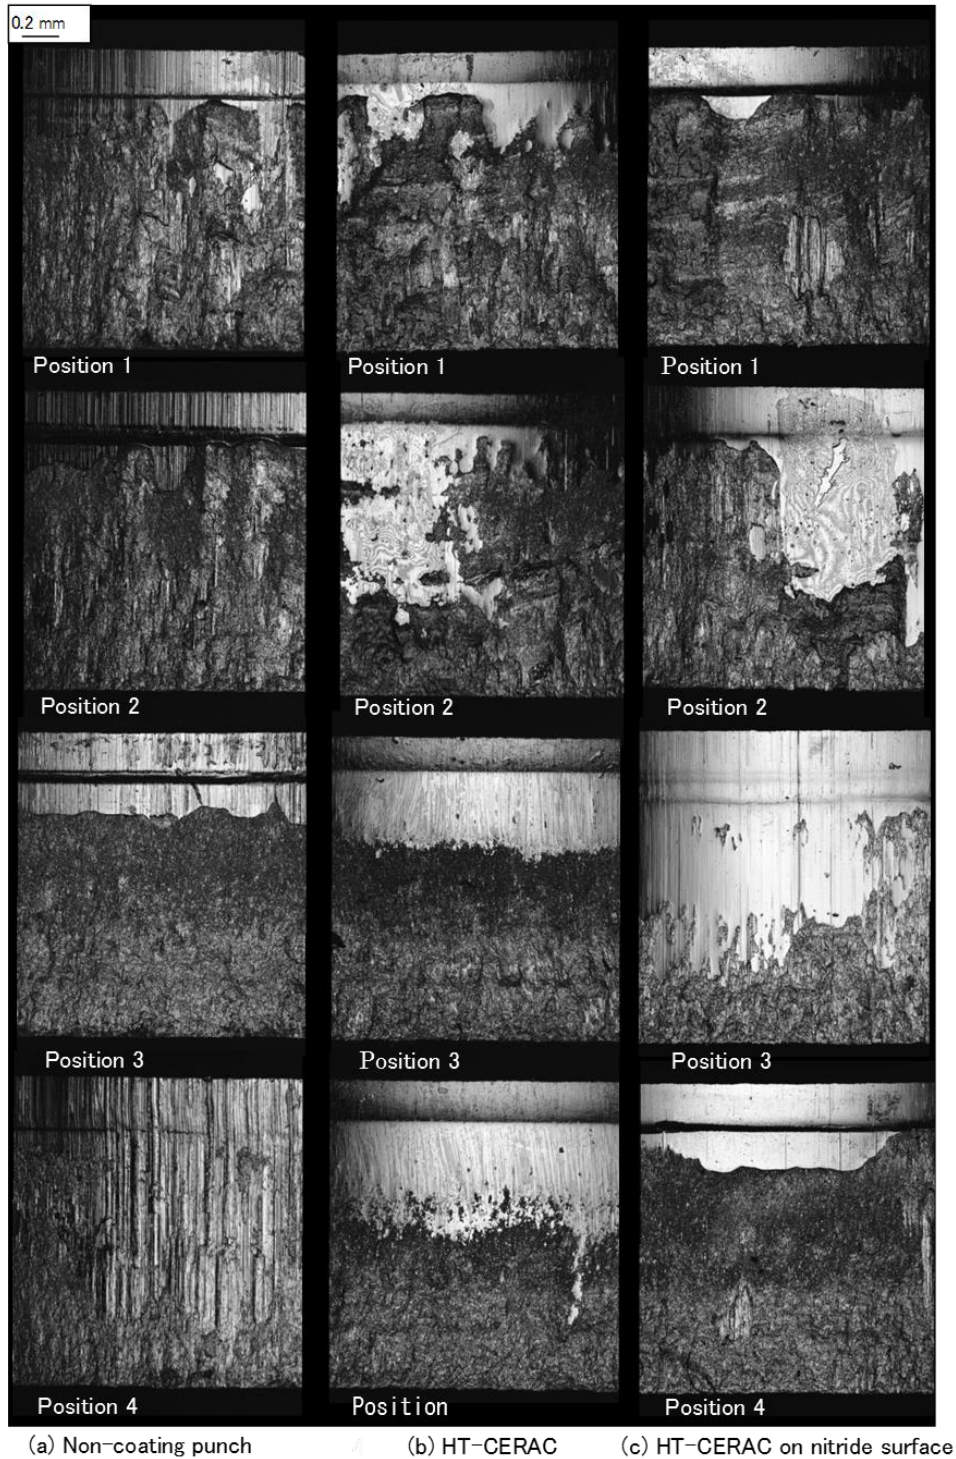 0.2 mm
Position 1
Position 1
Position 1
Position 2
Position 2
Position 2
Position 3
Position 3
Position 3
Position 4
Position
Position 4
(a) Non-coating punch
(b) HT-CERAC
(c) HT-CERAC on nitride surface